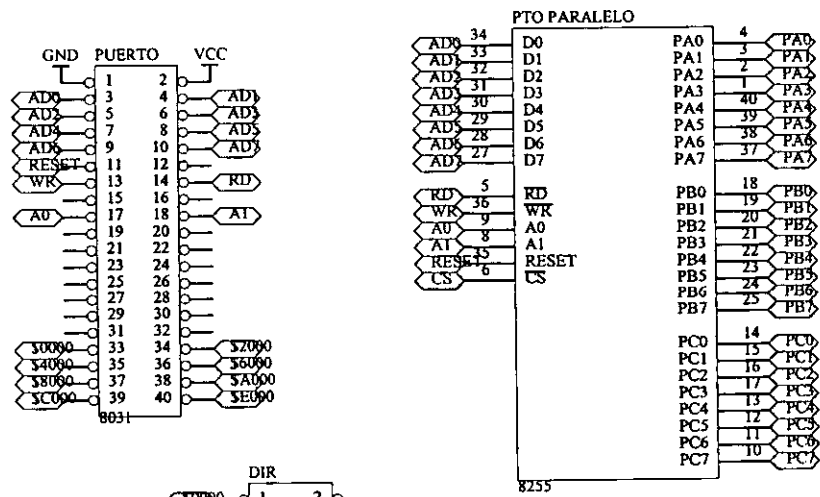 PTO PARALELO
GND PUERTO VCC
1 2
AD0 3 4 AD1
AD2 5 6 AD3
AD4 7 8 AD5
AD6 9 10 AD7
RESET 11 12
WR 13 14 RD
15 16
A0 17 18 A1
19 20
21 22
23 24
25 26
27 28
29 30
31 32
$0000 33 34 $2000
$4000 35 36 $6000
$8000 37 38 $A000
$C000 39 40 $E000
8031
AD0 34 D0 PA0 4 PA0
AD1 33 D1 PA1 3 PA1
AD2 32 D2 PA2 2 PA2
AD3 31 D3 PA3 1 PA3
AD4 30 D4 PA4 40 PA4
AD5 29 D5 PA5 39 PA5
AD6 28 D6 PA6 38 PA6
AD7 27 D7 PA7 37 PA7
RD 5 RD PB0 18 PB0
WR 36 WR PB1 19 PB1
A0 9 A0 PB2 20 PB2
A1 8 A1 PB3 21 PB3
RESET 35 RESET PB4 22 PB4
CS 6 CS PB5 23 PB5
PB6 24 PB6
PB7 25 PB7
PC0 14 PC0
PC1 15 PC1
PC2 16 PC2
PC3 17 PC3
PC4 13 PC4
PC5 12 PC5
PC6 11 PC6
PC7 10 PC7
8255
DIR
1 2